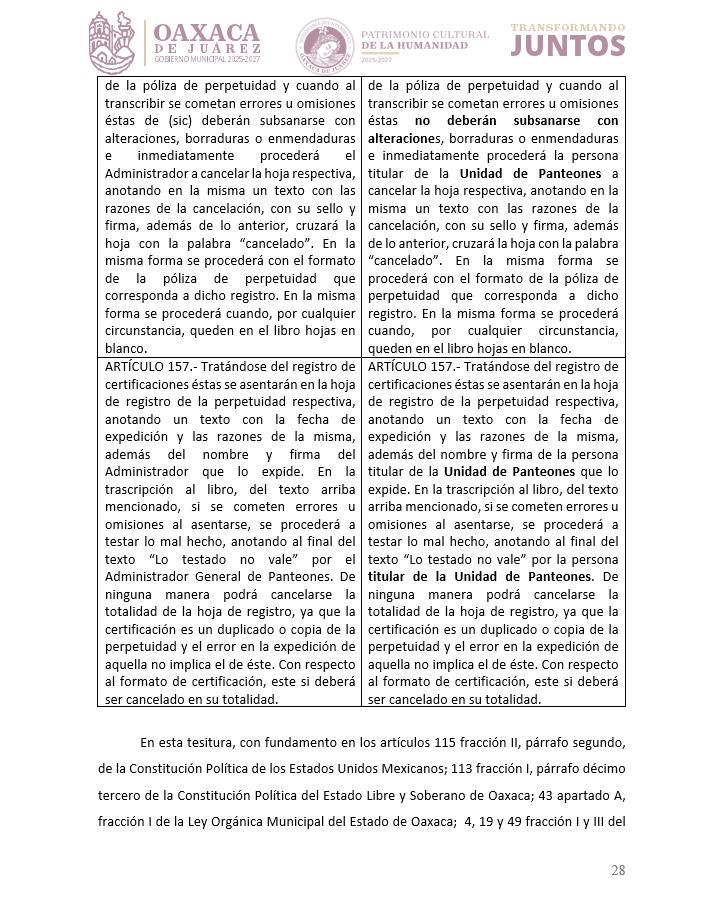 OAXACA
DE JUÁREZ
GOBIERNO MUNICIPAL 2025-2027
PATRIMONIO CULTURAL
DE LA HUMANIDAD
2025-2027
TRANSFORMANDO
JUNTOS
de la póliza de perpetuidad y cuando al
transcribir se cometan errores u omisiones
éstas de (sic) deberán subsanarse con
alteraciones, borraduras o enmendaduras
e inmediatamente procederá el
Administrador a cancelar la hoja respectiva,
anotando en la misma un texto con las
razones de la cancelación, con su sello y
firma, además de lo anterior, cruzará la
hoja con la palabra “cancelado”. En la
misma forma se procederá con el formato
de la póliza de perpetuidad que
corresponda a dicho registro. En la misma
forma se procederá cuando, por cualquier
circunstancia, queden en el libro hojas en
blanco.
de la póliza de perpetuidad y cuando al
transcribir se cometan errores u omisiones
éstas no deberán subsanarse con
alteraciones, borraduras o enmendaduras
e inmediatamente procederá la persona
titular de la Unidad de Panteones a
cancelar la hoja respectiva, anotando en la
misma un texto con las razones de la
cancelación, con su sello y firma, además
de lo anterior, cruzará la hoja con la palabra
“cancelado”. En la misma forma se
procederá con el formato de la póliza de
perpetuidad que corresponda a dicho
registro. En la misma forma se procederá
cuando, por cualquier circunstancia,
queden en el libro hojas en blanco.
ARTÍCULO 157.- Tratándose del registro de
certificaciones éstas se asentarán en la hoja
de registro de la perpetuidad respectiva,
anotando un texto con la fecha de
expedición y las razones de la misma,
además del nombre y firma del
Administrador que lo expide. En la
trascripción al libro, del texto arriba
mencionado, si se cometen errores u
omisiones al asentarse, se procederá a
testar lo mal hecho, anotando al final del
texto “Lo testado no vale” por el
Administrador General de Panteones. De
ninguna manera podrá cancelarse la
totalidad de la hoja de registro, ya que la
certificación es un duplicado o copia de la
perpetuidad y el error en la expedición de
aquella no implica el de éste. Con respecto
al formato de certificación, este si deberá
ser cancelado en su totalidad.
ARTÍCULO 157.- Tratándose del registro de
certificaciones éstas se asentarán en la hoja
de registro de la perpetuidad respectiva,
anotando un texto con la fecha de
expedición y las razones de la misma,
además del nombre y firma de la persona
titular de la Unidad de Panteones que lo
expide. En la trascripción al libro, del texto
arriba mencionado, si se cometen errores u
omisiones al asentarse, se procederá a
testar lo mal hecho, anotando al final del
texto “Lo testado no vale” por la persona
titular de la Unidad de Panteones. De
ninguna manera podrá cancelarse la
totalidad de la hoja de registro, ya que la
certificación es un duplicado o copia de la
perpetuidad y el error en la expedición de
aquella no implica el de éste. Con respecto
al formato de certificación, este si deberá
ser cancelado en su totalidad.
En esta tesitura, con fundamento en los artículos 115 fracción II, párrafo segundo,
de la Constitución Política de los Estados Unidos Mexicanos; 113 fracción I, párrafo décimo
tercero de la Constitución Política del Estado Libre y Soberano de Oaxaca; 43 apartado A,
fracción I de la Ley Orgánica Municipal del Estado de Oaxaca; 4, 19 y 49 fracción I y III del
28